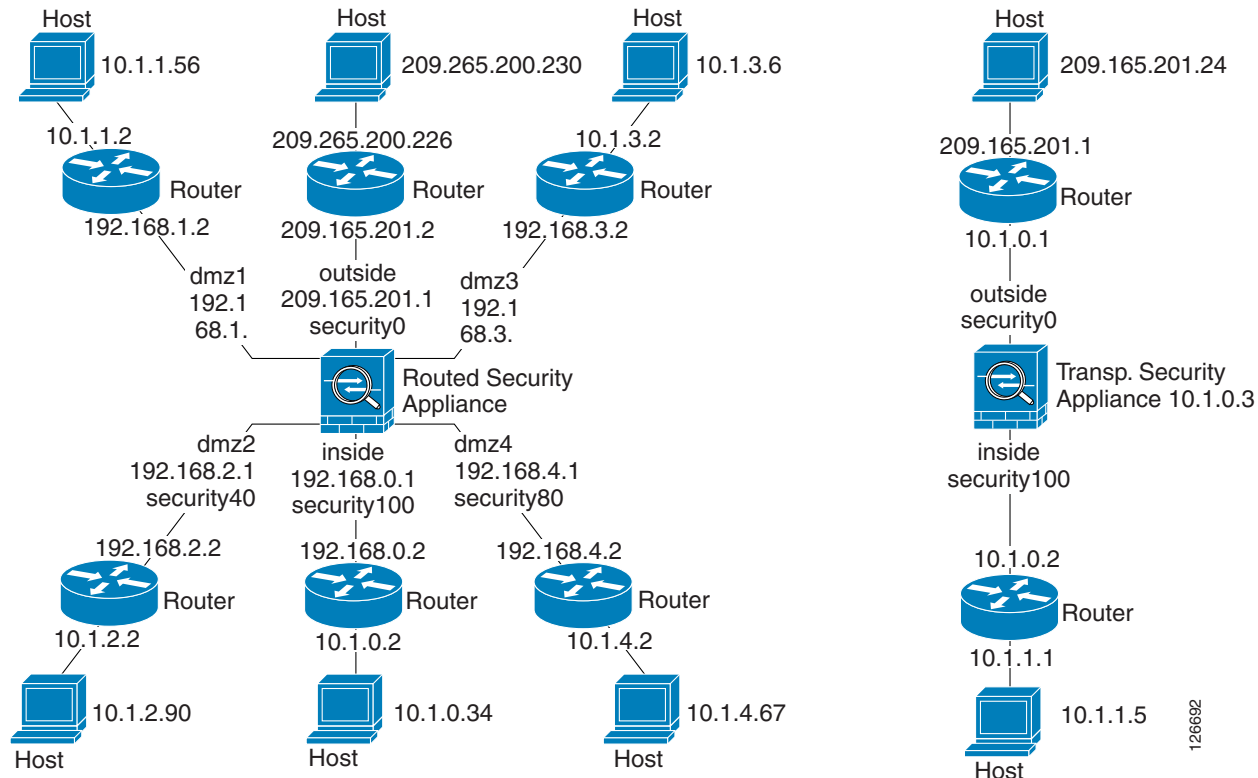 Host
Host
Host
Host
10.1.1.56
209.265.200.230
10.1.3.6
209.165.201.24
10.1.1.2
209.265.200.226
10.1.3.2
209.165.201.1
Router
Router
Router
Router
192.168.1.2
209.165.201.2
192.168.3.2
10.1.0.1
dmz1
192.1
68.1.
outside
209.165.201.1
security0
dmz3
192.1
68.3.
outside
security0
Routed Security
Appliance
Transp. Security
Appliance 10.1.0.3
dmz2
192.168.2.1
security40
inside
192.168.0.1
security100
dmz4
192.168.4.1
security80
inside
security100
192.168.2.2
192.168.0.2
192.168.4.2
10.1.0.2
Router
Router
Router
Router
10.1.2.2
10.1.0.2
10.1.4.2
10.1.1.1
10.1.2.90
10.1.0.34
10.1.4.67
10.1.1.5
Host
Host
Host
Host
126692